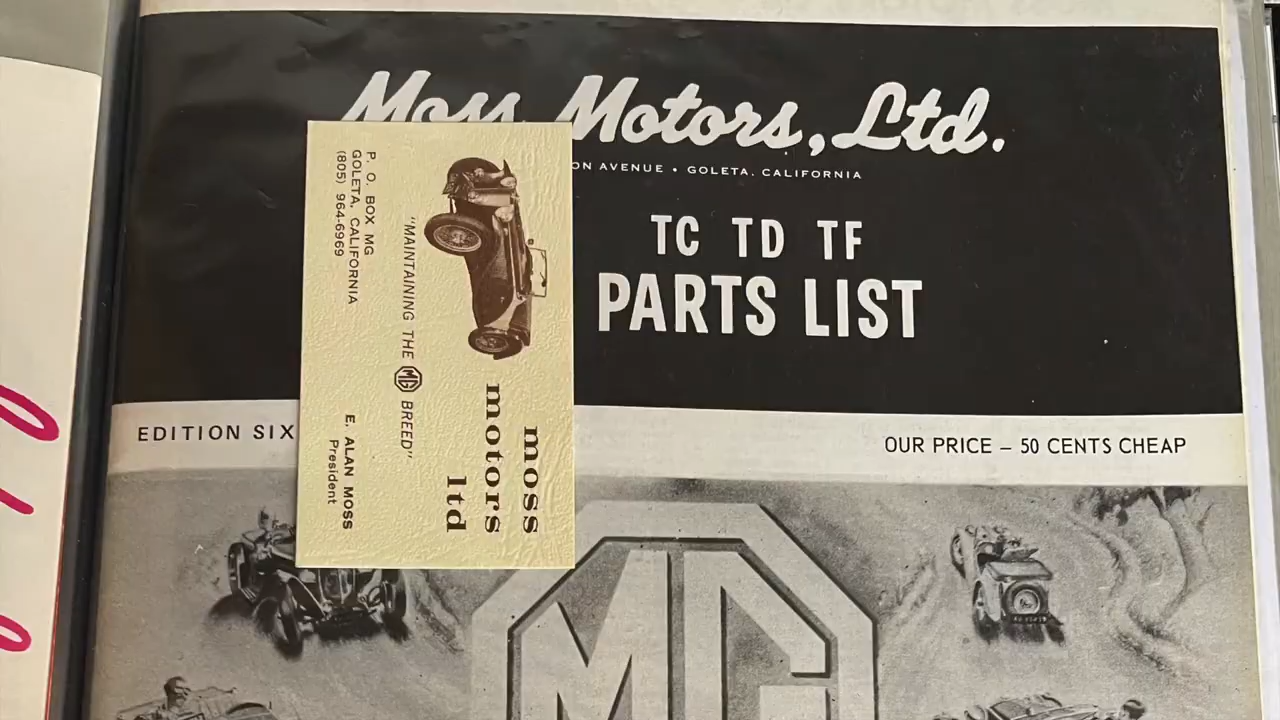 Moss Motors, Ltd.
AVENUE • GOLETA, CALIFORNIA
TC TD TF
PARTS LIST
EDITION SIX
OUR PRICE – 50 CENTS CHEAP
MG
moss
motors
ltd
"MAINTAINING THE MG BREED"
P. O. BOX MG
GOLETA, CALIFORNIA
(805) 964-6969
E. ALAN MOSS
President